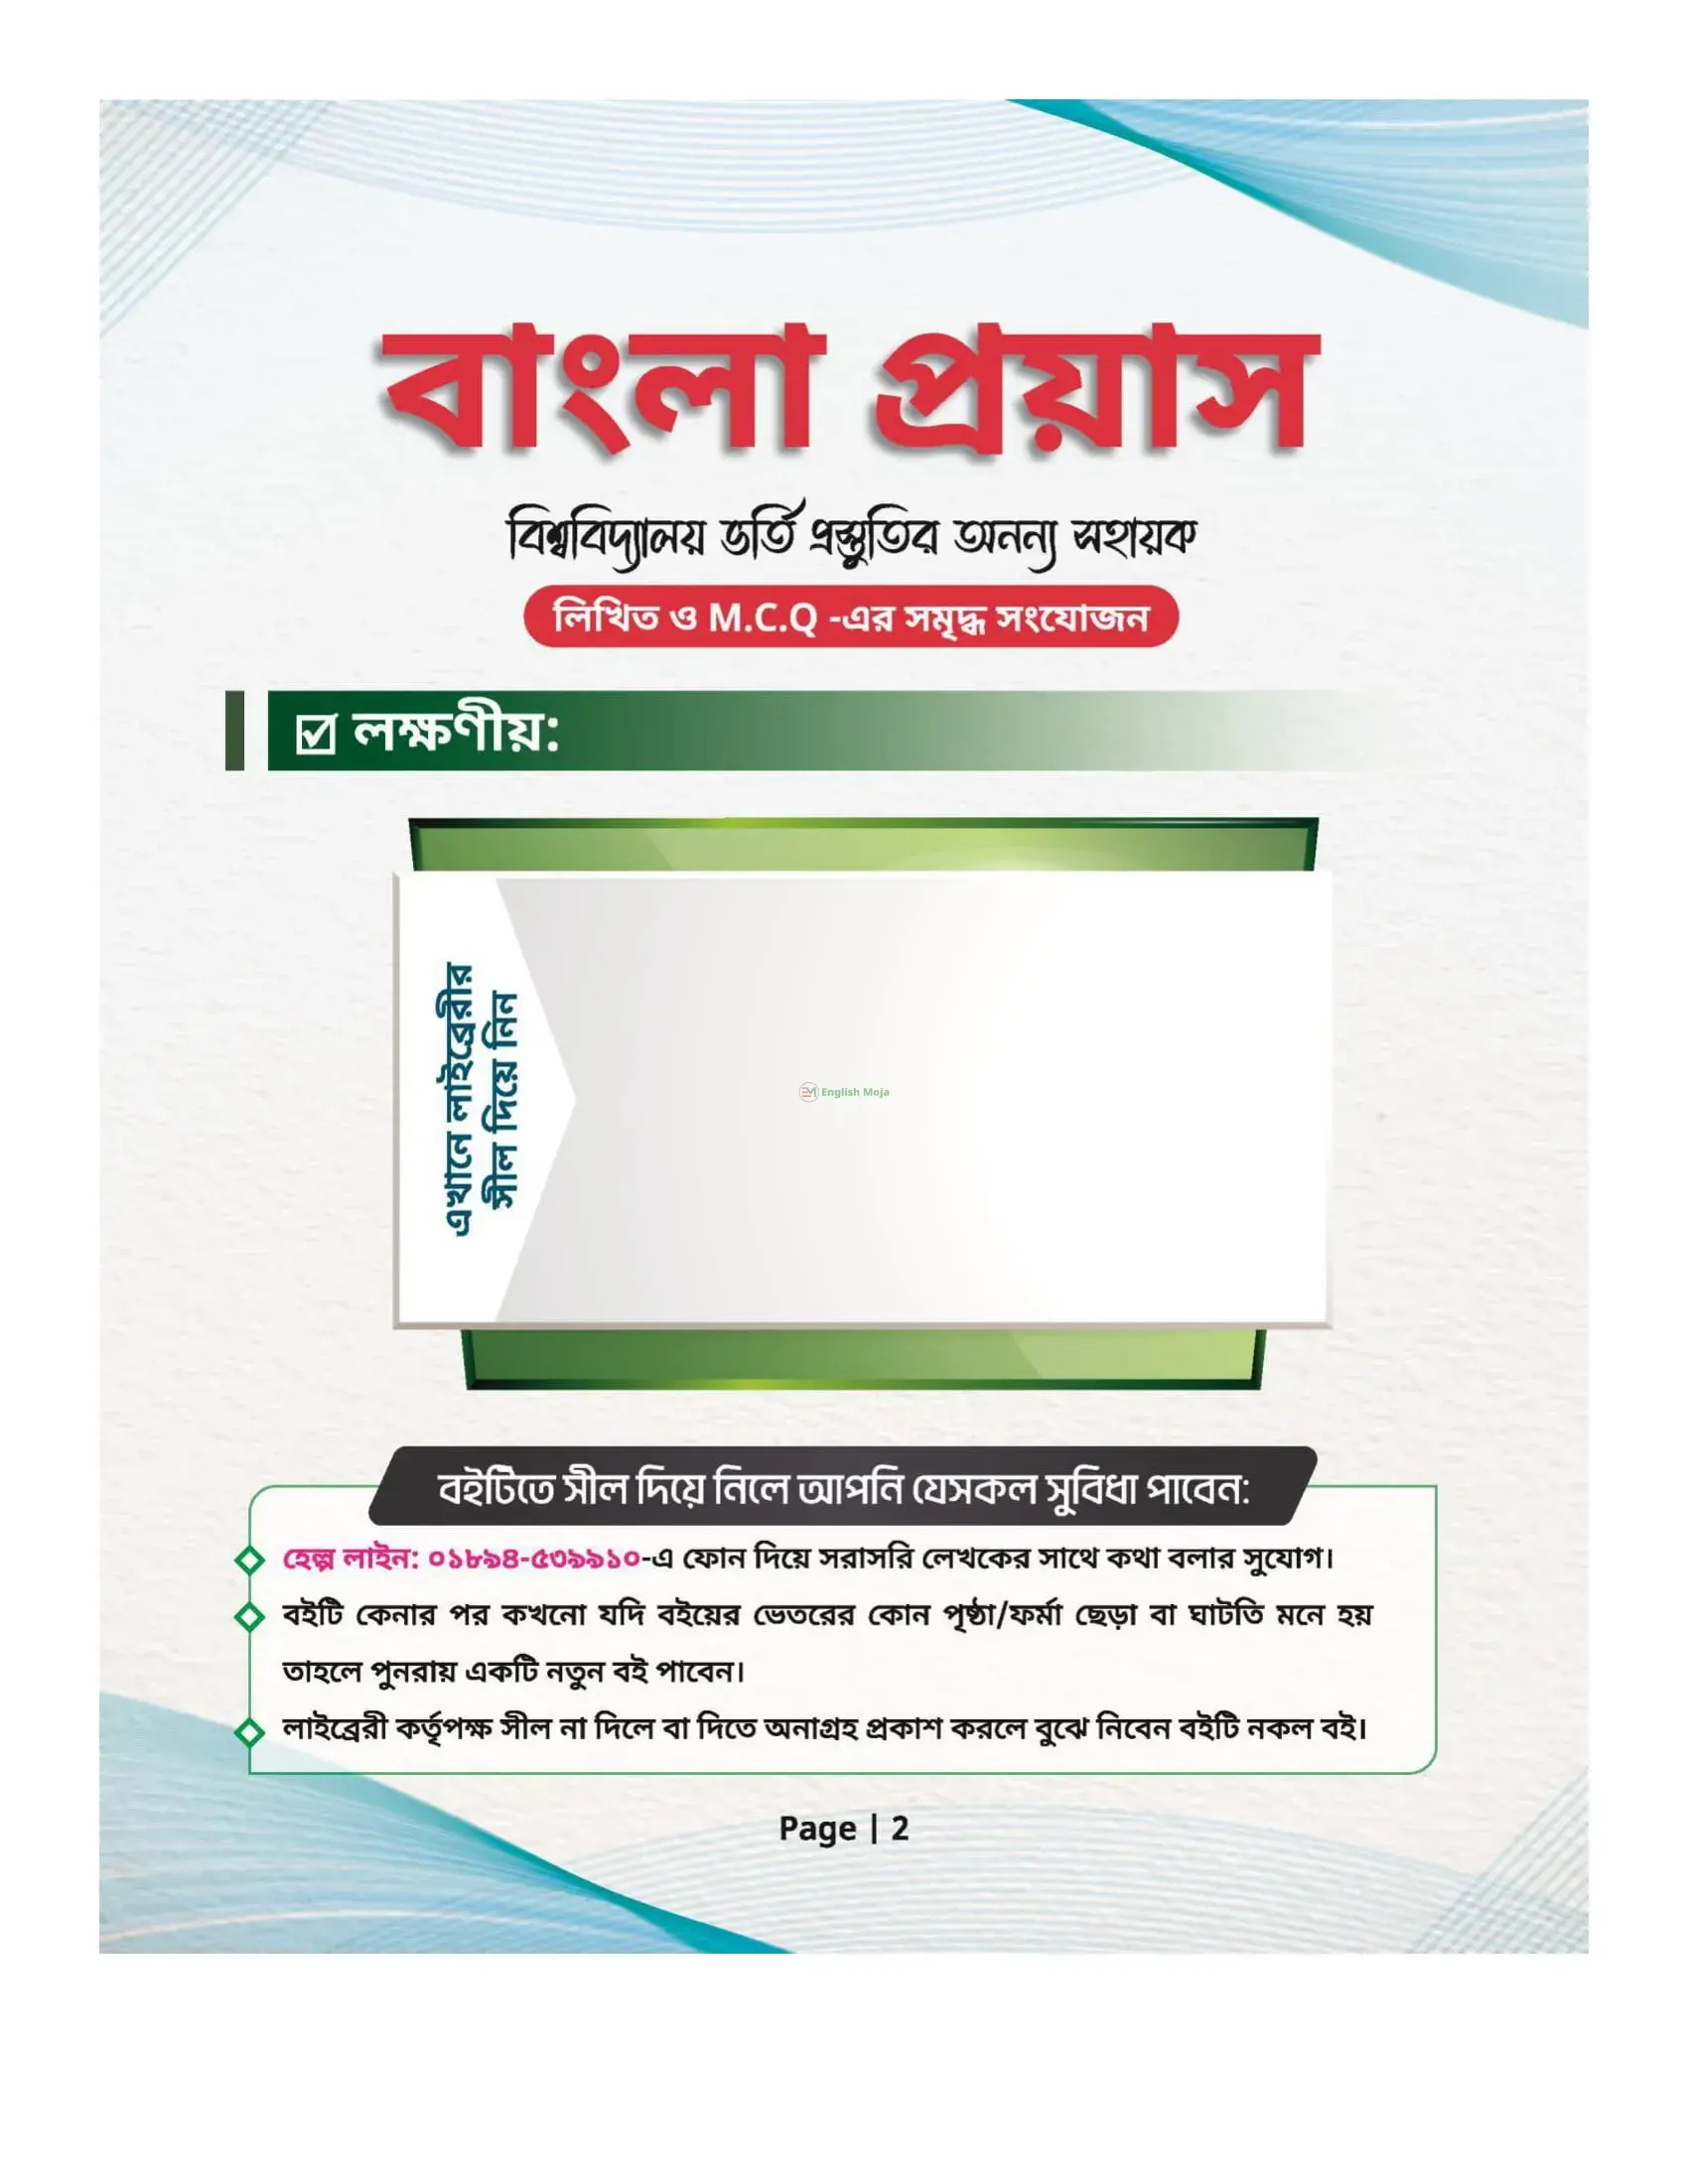 বাংলা প্রয়াস
বিশ্ববিদ্যালয় ভর্তি প্রস্তুতির অনন্য সহায়ক
লিখিত ও M.C.Q -এর সমৃদ্ধ সংযোজন
লক্ষণীয়:
এখানে লাইব্রেরীর
সীল দিয়ে নিন
English Moja
বইটিতে সীল দিয়ে নিলে আপনি যেসকল সুবিধা পাবেন:
হেল্প লাইন: ০১৮৯৪-৫৩৯৯১০-এ ফোন দিয়ে সরাসরি লেখকের সাথে কথা বলার সুযোগ।
বইটি কেনার পর কখনো যদি বইয়ের ভেতরের কোন পৃষ্ঠা/ফর্মা ছেড়া বা ঘাটতি মনে হয়
তাহলে পুনরায় একটি নতুন বই পাবেন।
লাইব্রেরী কর্তৃপক্ষ সীল না দিলে বা দিতে অনাগ্রহ প্রকাশ করলে বুঝে নিবেন বইটি নকল বই।
Page | 2